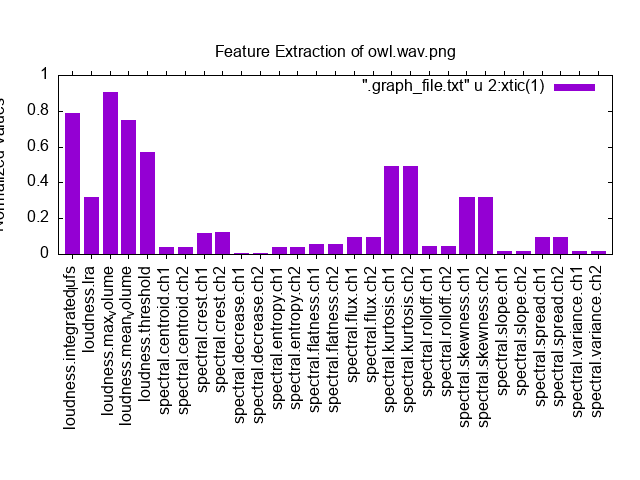 Feature Extraction of owl.wav.png
".graph_file.txt" u 2:xtic(1)
Normalized Values
1
0.8
0.6
0.4
0.2
0
loudness.integratedlufs
loudness.lra
loudness.maxvolume
loudness.meanvolume
loudness.threshold
spectral.centroid.ch1
spectral.centroid.ch2
spectral.crest.ch1
spectral.crest.ch2
spectral.decrease.ch1
spectral.decrease.ch2
spectral.entropy.ch1
spectral.entropy.ch2
spectral.flatness.ch1
spectral.flatness.ch2
spectral.flux.ch1
spectral.flux.ch2
spectral.kurtosis.ch1
spectral.kurtosis.ch2
spectral.rolloff.ch1
spectral.rolloff.ch2
spectral.skewness.ch1
spectral.skewness.ch2
spectral.slope.ch1
spectral.slope.ch2
spectral.spread.ch1
spectral.spread.ch2
spectral.variance.ch1
spectral.variance.ch2